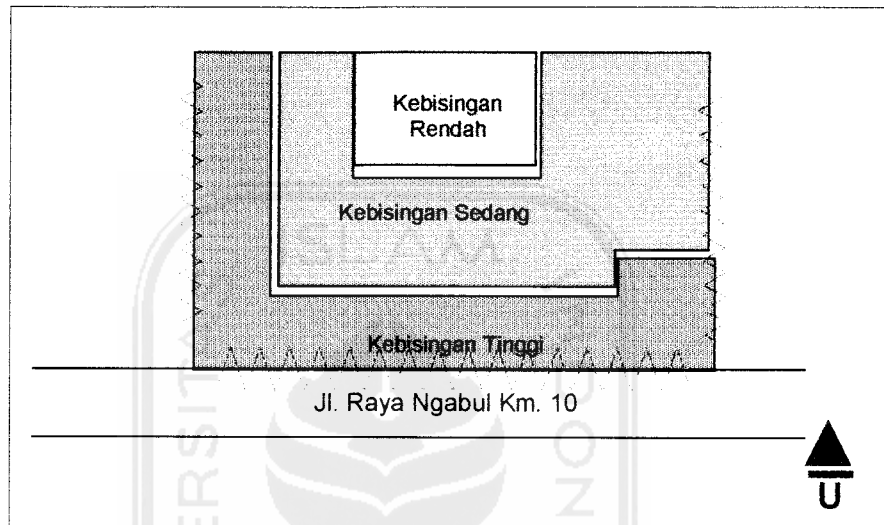 Kebisingan
Rendah
Kebisingan Sedang
Kebisingan Tinggi
Jl. Raya Ngabul Km. 10
U